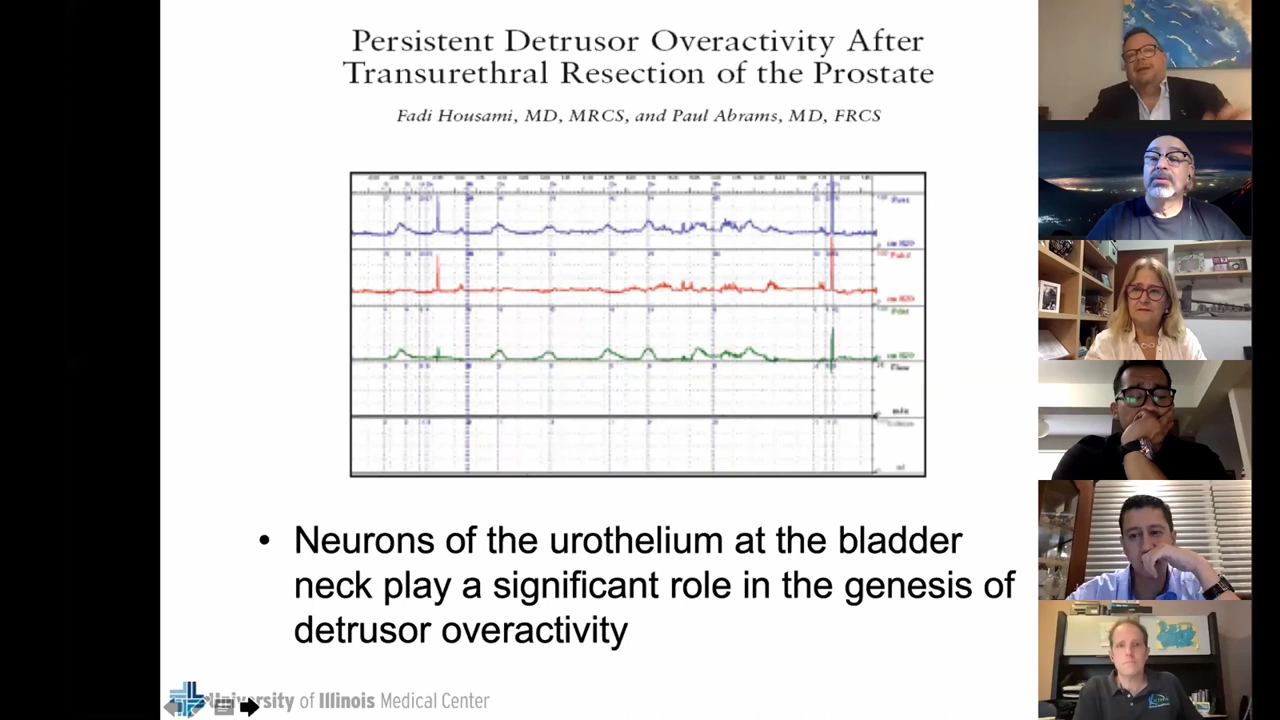 Persistent Detrusor Overactivity After
Transurethral Resection of the Prostate
Fadi Housami, MD, MRCS, and Paul Abrams, MD, FRCS
• Neurons of the urothelium at the bladder
neck play a significant role in the genesis of
detrusor overactivity
University of Illinois Medical Center